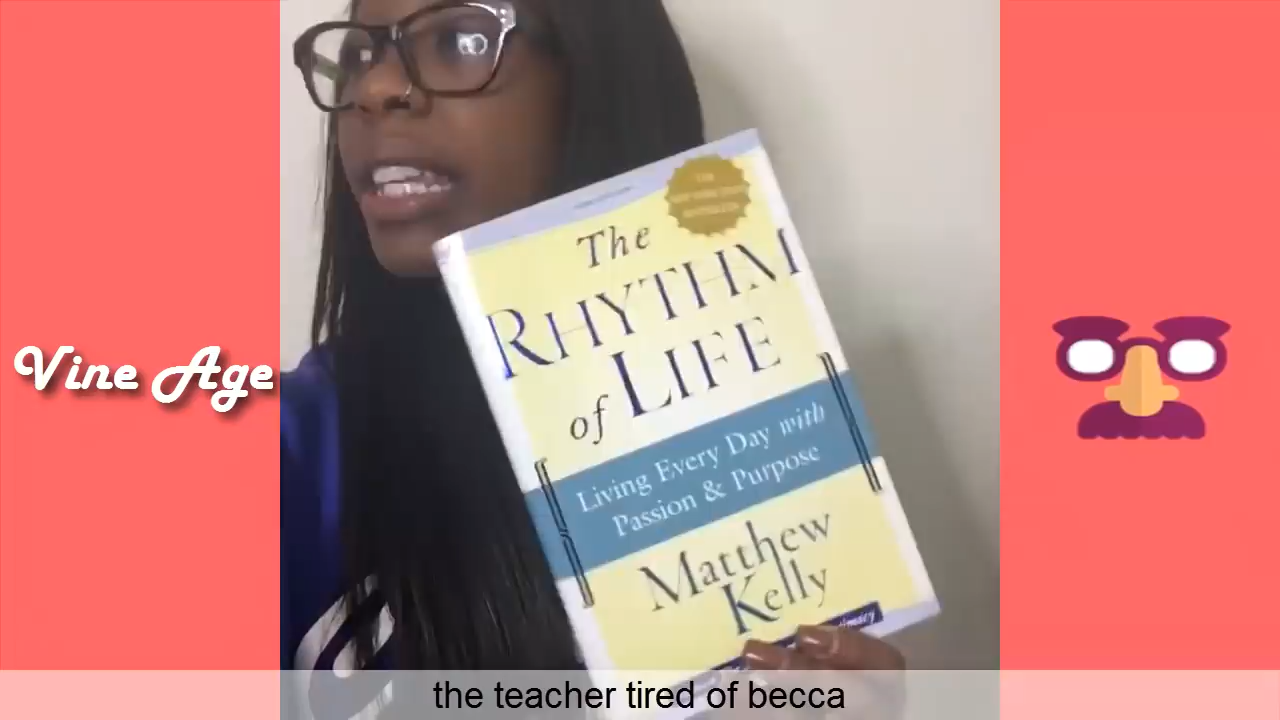 Vine Age
The
RHYTHM
of LIFE
Living Every Day with
Passion & Purpose
Matthew
Kelly
the teacher tired of becca